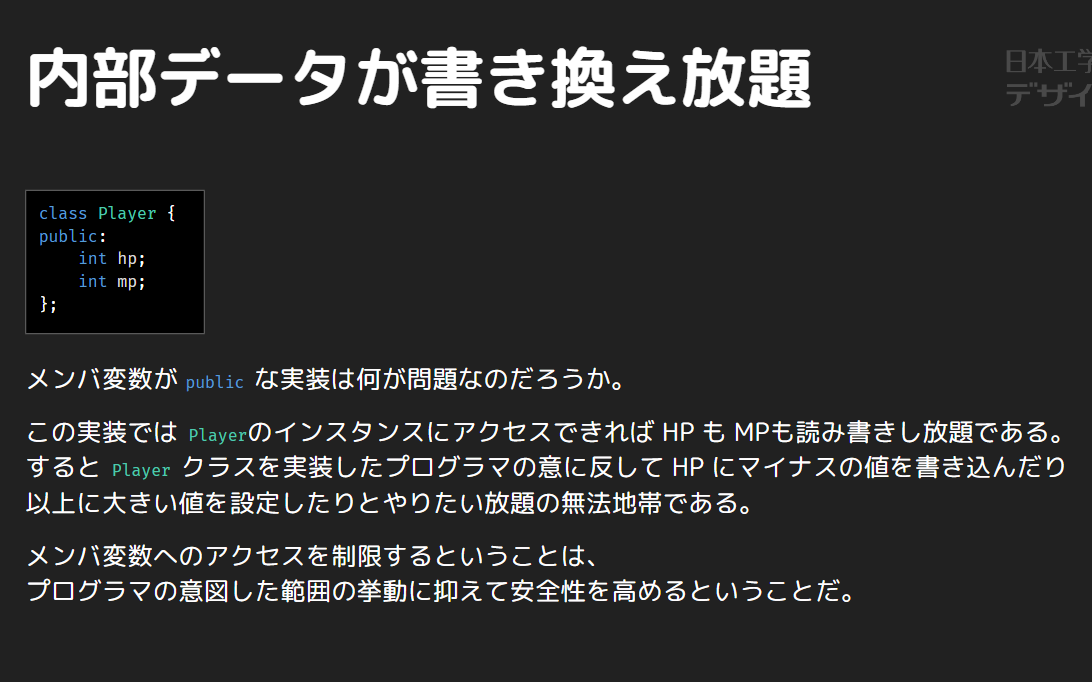 内部データが書き換え放題
日本工学
デザイ
class Player {
public:
    int hp;
    int mp;
};
メンバ変数が public な実装は何が問題なのだろうか。
この実装では Playerのインスタンスにアクセスできれば HP も MPも読み書きし放題である。
すると Player クラスを実装したプログラマの意に反して HP にマイナスの値を書き込んだり
以上に大きい値を設定したりとやりたい放題の無法地帯である。
メンバ変数へのアクセスを制限するということは、
プログラマの意図した範囲の挙動に抑えて安全性を高めるということだ。